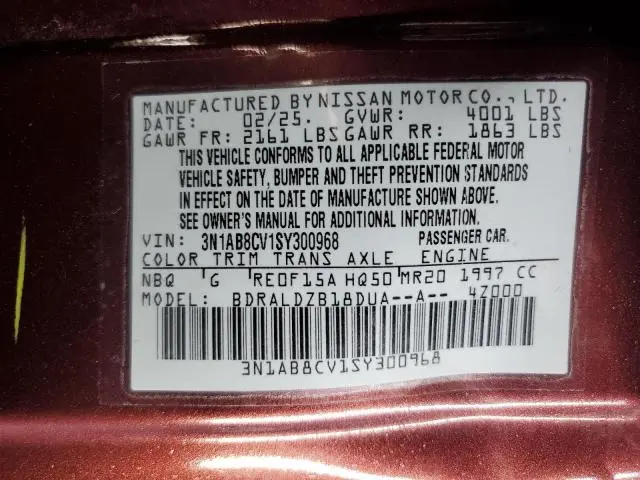 MANUFACTURED BY NISSAN MOTOR CO., LTD.
DATE: 02/25. GVWR: 4001 LBS
GAWR FR: 2161 LBS GAWR RR: 1863 LBS
THIS VEHICLE CONFORMS TO ALL APPLICABLE FEDERAL MOTOR
VEHICLE SAFETY, BUMPER AND THEFT PREVENTION STANDARDS
IN EFFECT ON THE DATE OF MANUFACTURE SHOWN ABOVE.
SEE OWNER'S MANUAL FOR ADDITIONAL INFORMATION.
VIN: 3N1AB8CV1SY300968 PASSENGER CAR.
COLOR TRIM TRANS AXLE ENGINE
NBQ G RE0F15A HQ50 MR20 1997 CC
MODEL: BDRALDZB18DUA--A-- 4Z000
3N1AB8CV1SY300968